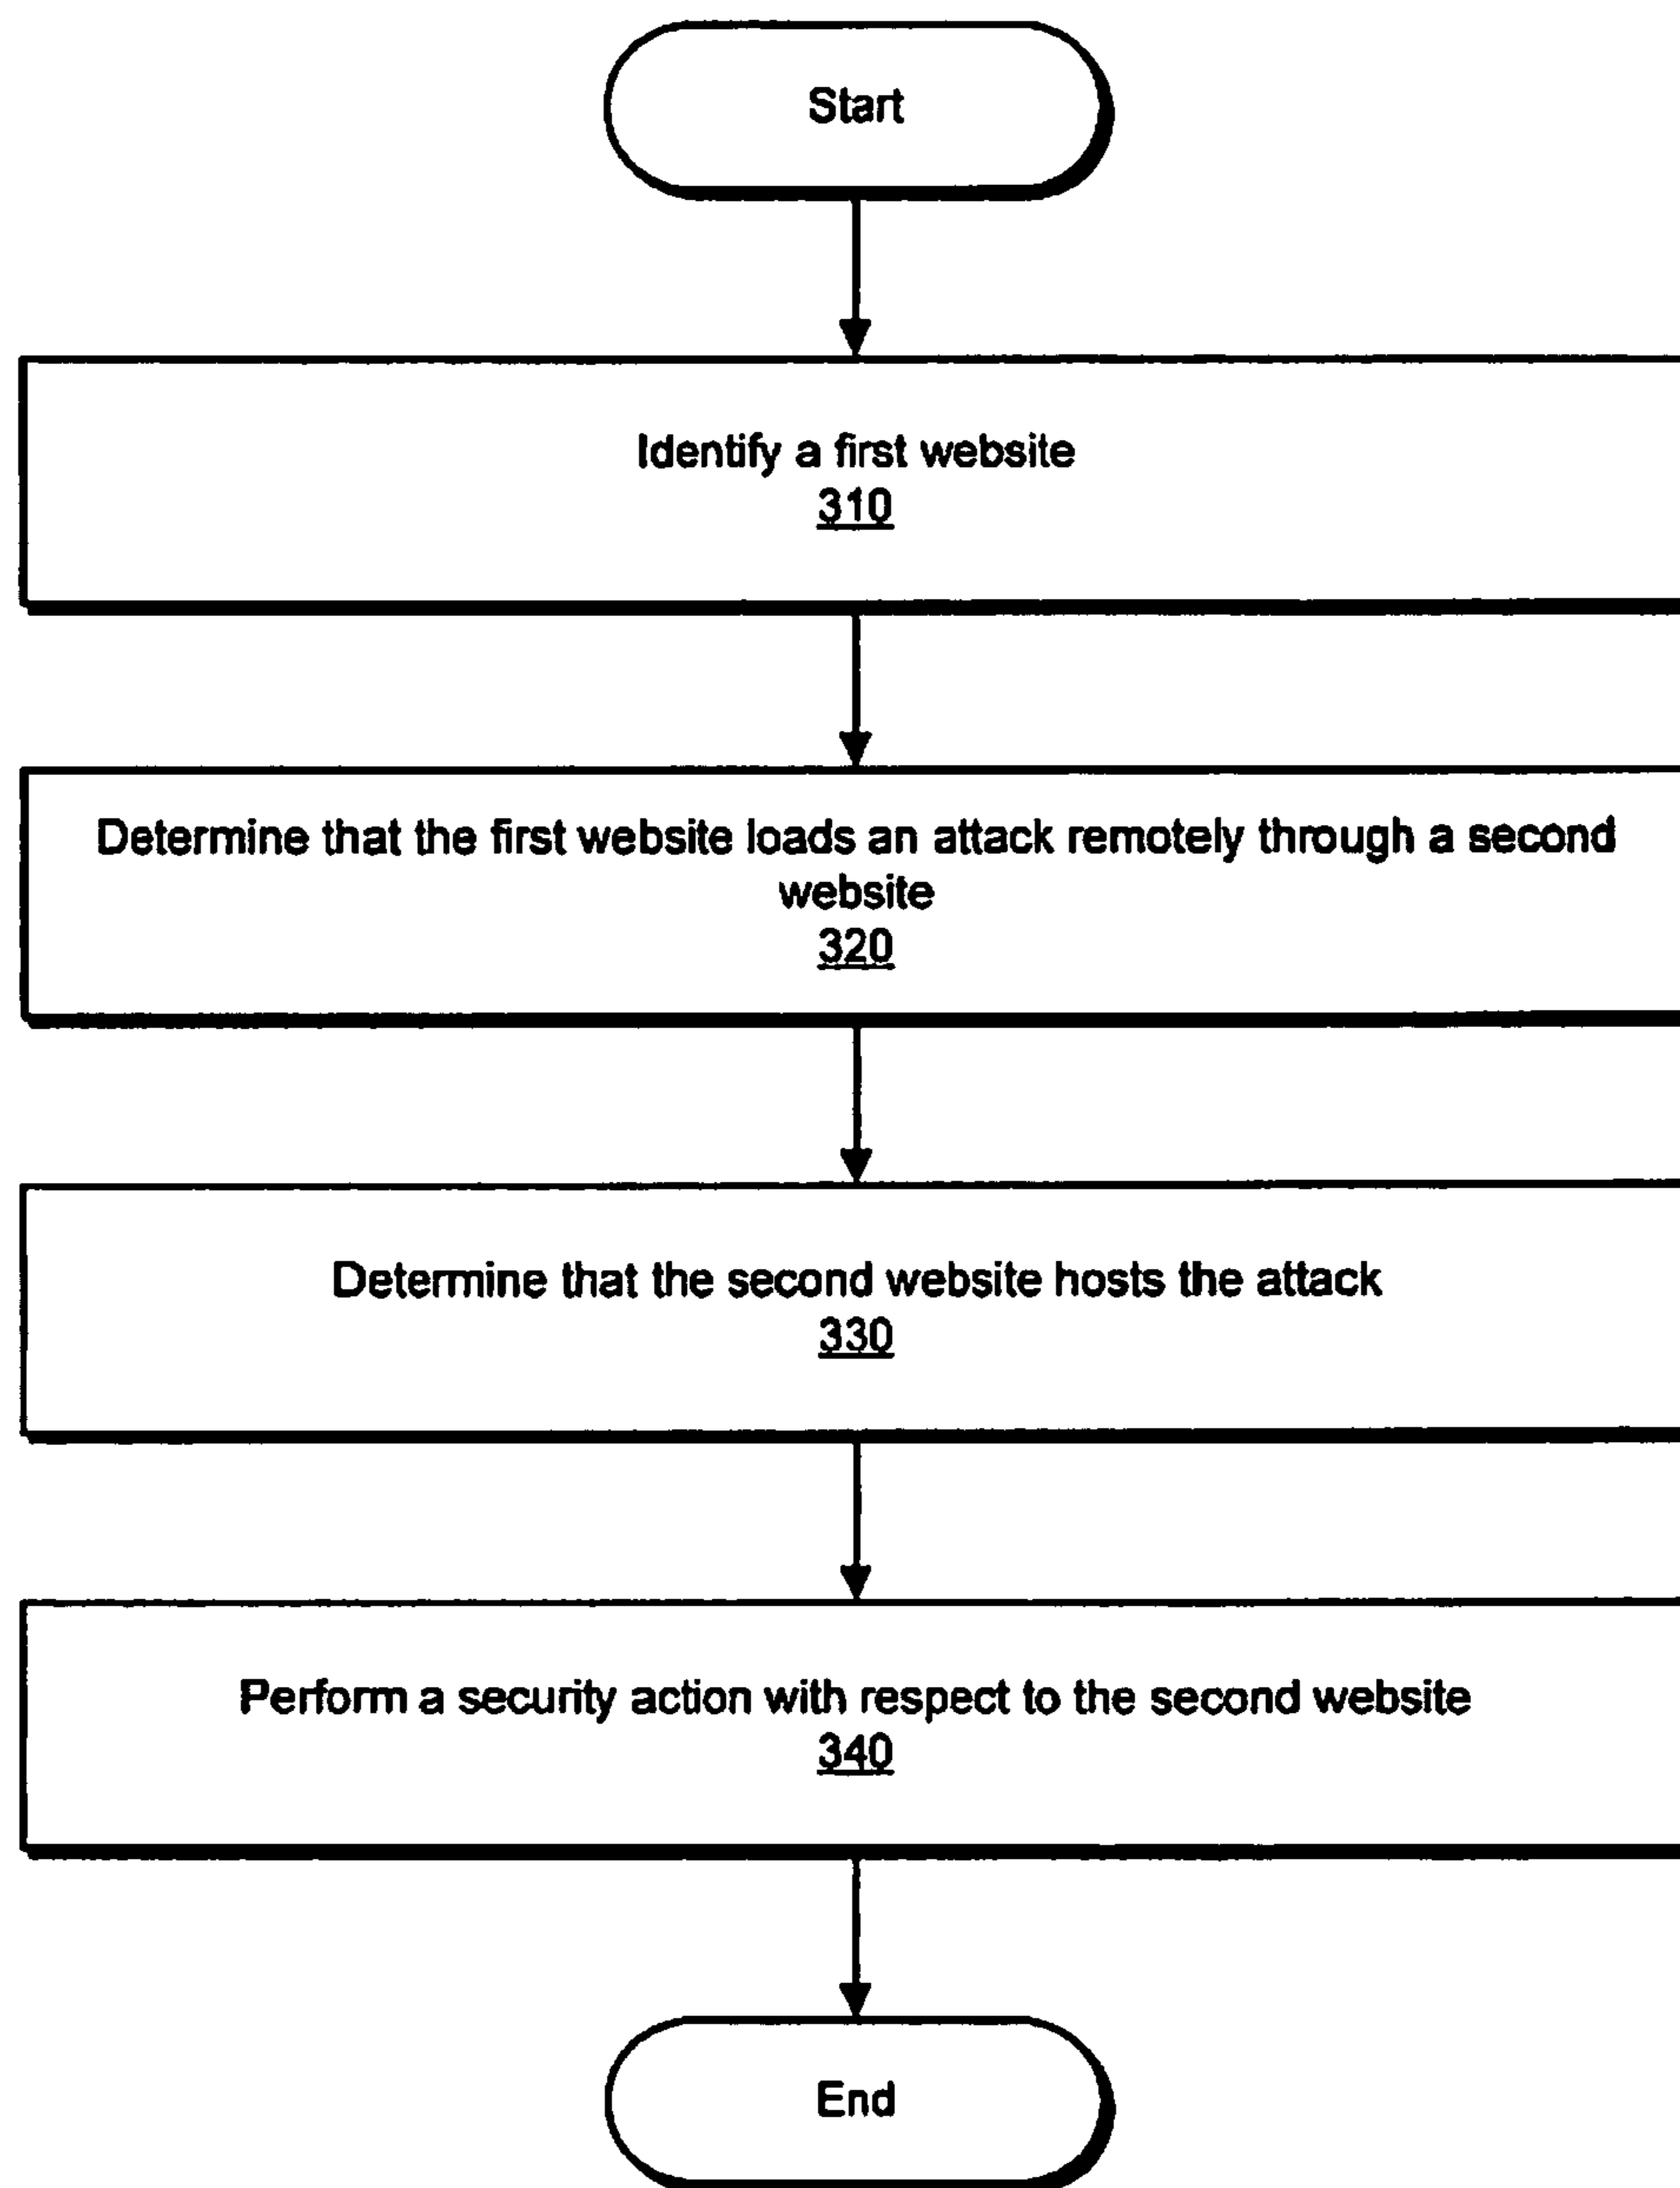 Start
Identify a first website
310
Determine that the first website loads an attack remotely through a second
website
320
Determine that the second website hosts the attack
330
Perform a security action with respect to the second website
340
End